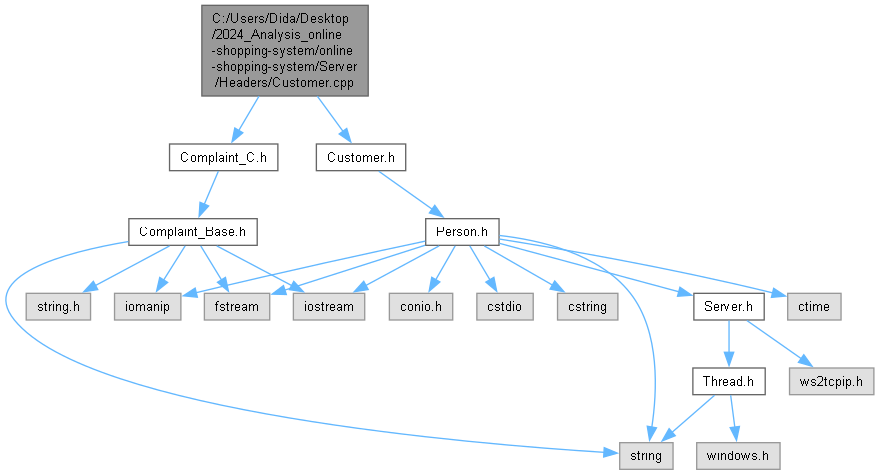 C:/Users/Dida/Desktop
/2024_Analysis_online
-shopping-system/online
-shopping-system/Server
/Headers/Customer.cpp
Complaint_C.h
Customer.h
Complaint_Base.h
Person.h
string.h
iomanip
fstream
iostream
conio.h
cstdio
cstring
Server.h
ctime
Thread.h
ws2tcpip.h
string
windows.h